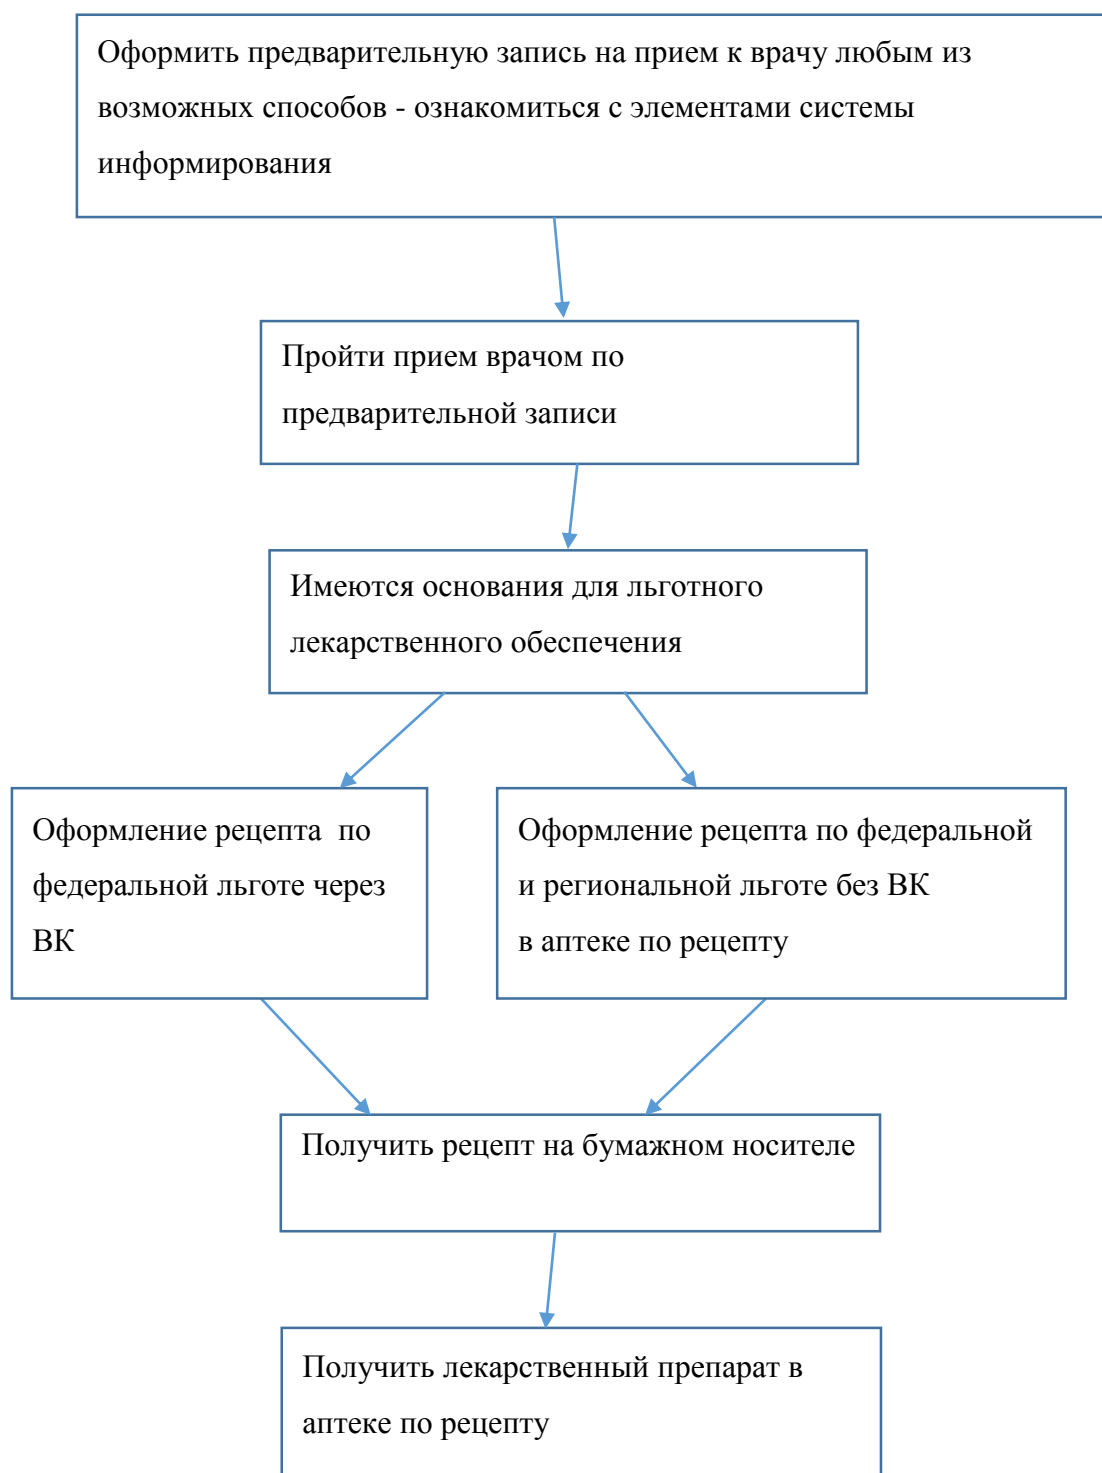 Оформить предварительную запись на прием к врачу любым из
возможных способов - ознакомиться с элементами системы
информирования
Пройти прием врачом по
предварительной записи
Имеются основания для льготного
лекарственного обеспечения
Оформление рецепта  по
федеральной льготе через
ВК
Оформление рецепта по федеральной
и региональной льготе без ВК
в аптеке по рецепту
Получить рецепт на бумажном носителе
Получить лекарственный препарат в
аптеке по рецепту